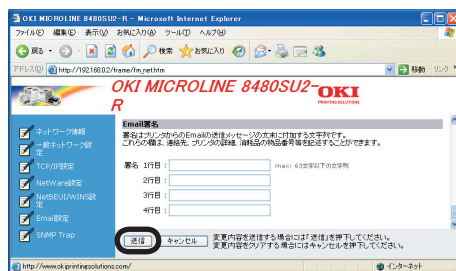 OKI MICROLINE 8480SU2-R - Microsoft Internet Explorer
ファイル(F) 編集(E) 表示(V) お気に入り(A) ツール(T) ヘルプ(H)
戻る 検索 お気に入り
アドレス(D) http://192.168.0.2/frame/fm_net.htm 移動 リンク
OKI MICROLINE 8480SU2-R
OKI
PRINTING SOLUTIONS
ネットワーク情報
一般ネットワーク設定
TCP/IP設定
NetWare設定
NetBEUI/WINS設定
Email設定
SNMP Trap
Email署名
署名はプリンタからのEmailの送信メッセージの文末に付加する文字列です。
これらの欄は、連絡先、プリンタの詳細、消耗品の物品番号等を記述することができます。
署名 1行目: max: 63文字以下の文字列
2行目:
3行目:
4行目:
送信 キャンセル 変更内容を送信する場合には「送信」を押下してください。
変更内容をクリアする場合にはキャンセルを押下してください。
http://www.okiprintingsolutions.com/ インターネット